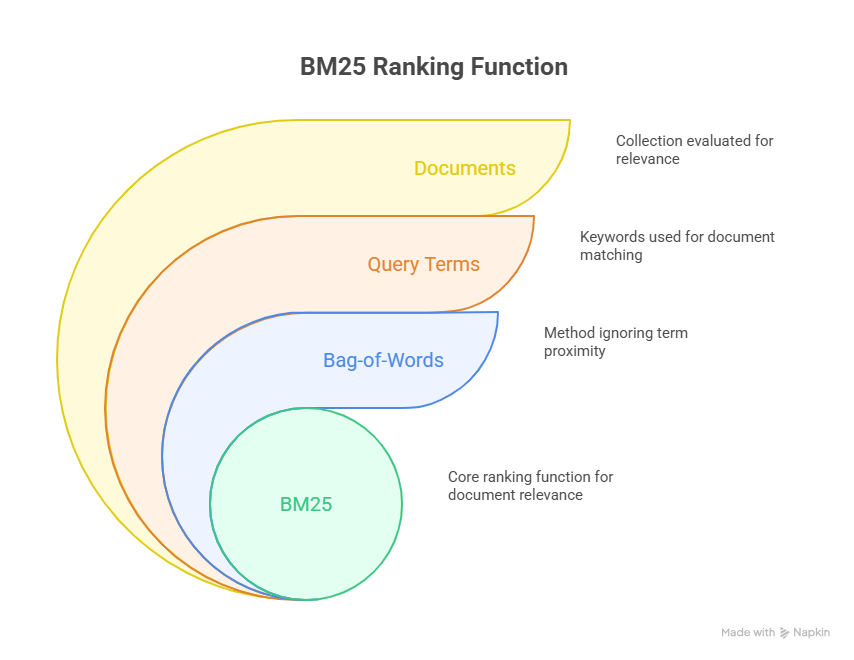 BM25 Ranking Function
Documents
Collection evaluated for
relevance
Query Terms
Keywords used for document
matching
Bag-of-Words
Method ignoring term
proximity
BM25
Core ranking function for
document relevance
Made with Napkin